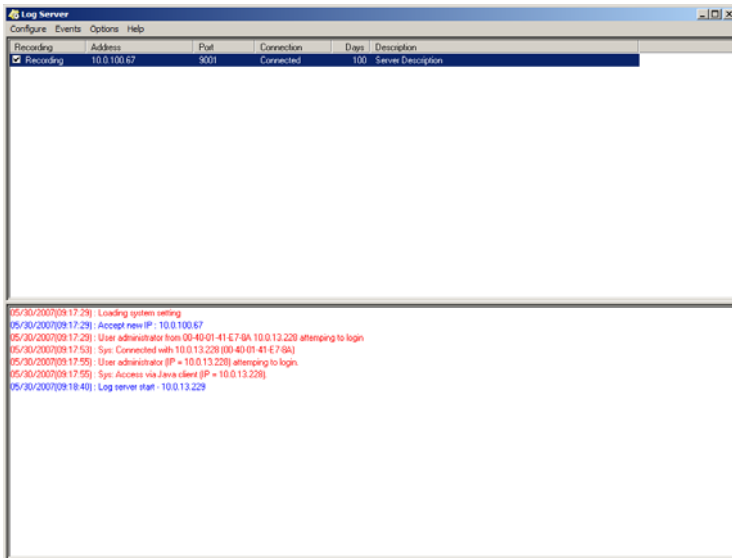 Log Server
Configure Events Options Help
Recording Address Port Connection Days Description
Recording 10.0.100.67 9001 Connected 100 Server Description
05/30/2007(09:17:29) : Loading system setting
05/30/2007(09:17:29) : Accept new IP : 10.0.100.67
05/30/2007(09:17:29) : User administrator from 00-40-01-41-E7-8A 10.0.13.228 attemping to login
05/30/2007(09:17:53) : Sys: Connected with 10.0.13.228 (00-40-01-41-E7-8A)
05/30/2007(09:17:55) : User administrator (IP = 10.0.13.228) attemping to login.
05/30/2007(09:17:55) : Sys: Access via Java client (IP = 10.0.13.228)
05/30/2007(09:18:40) : Log server start - 10.0.13.229